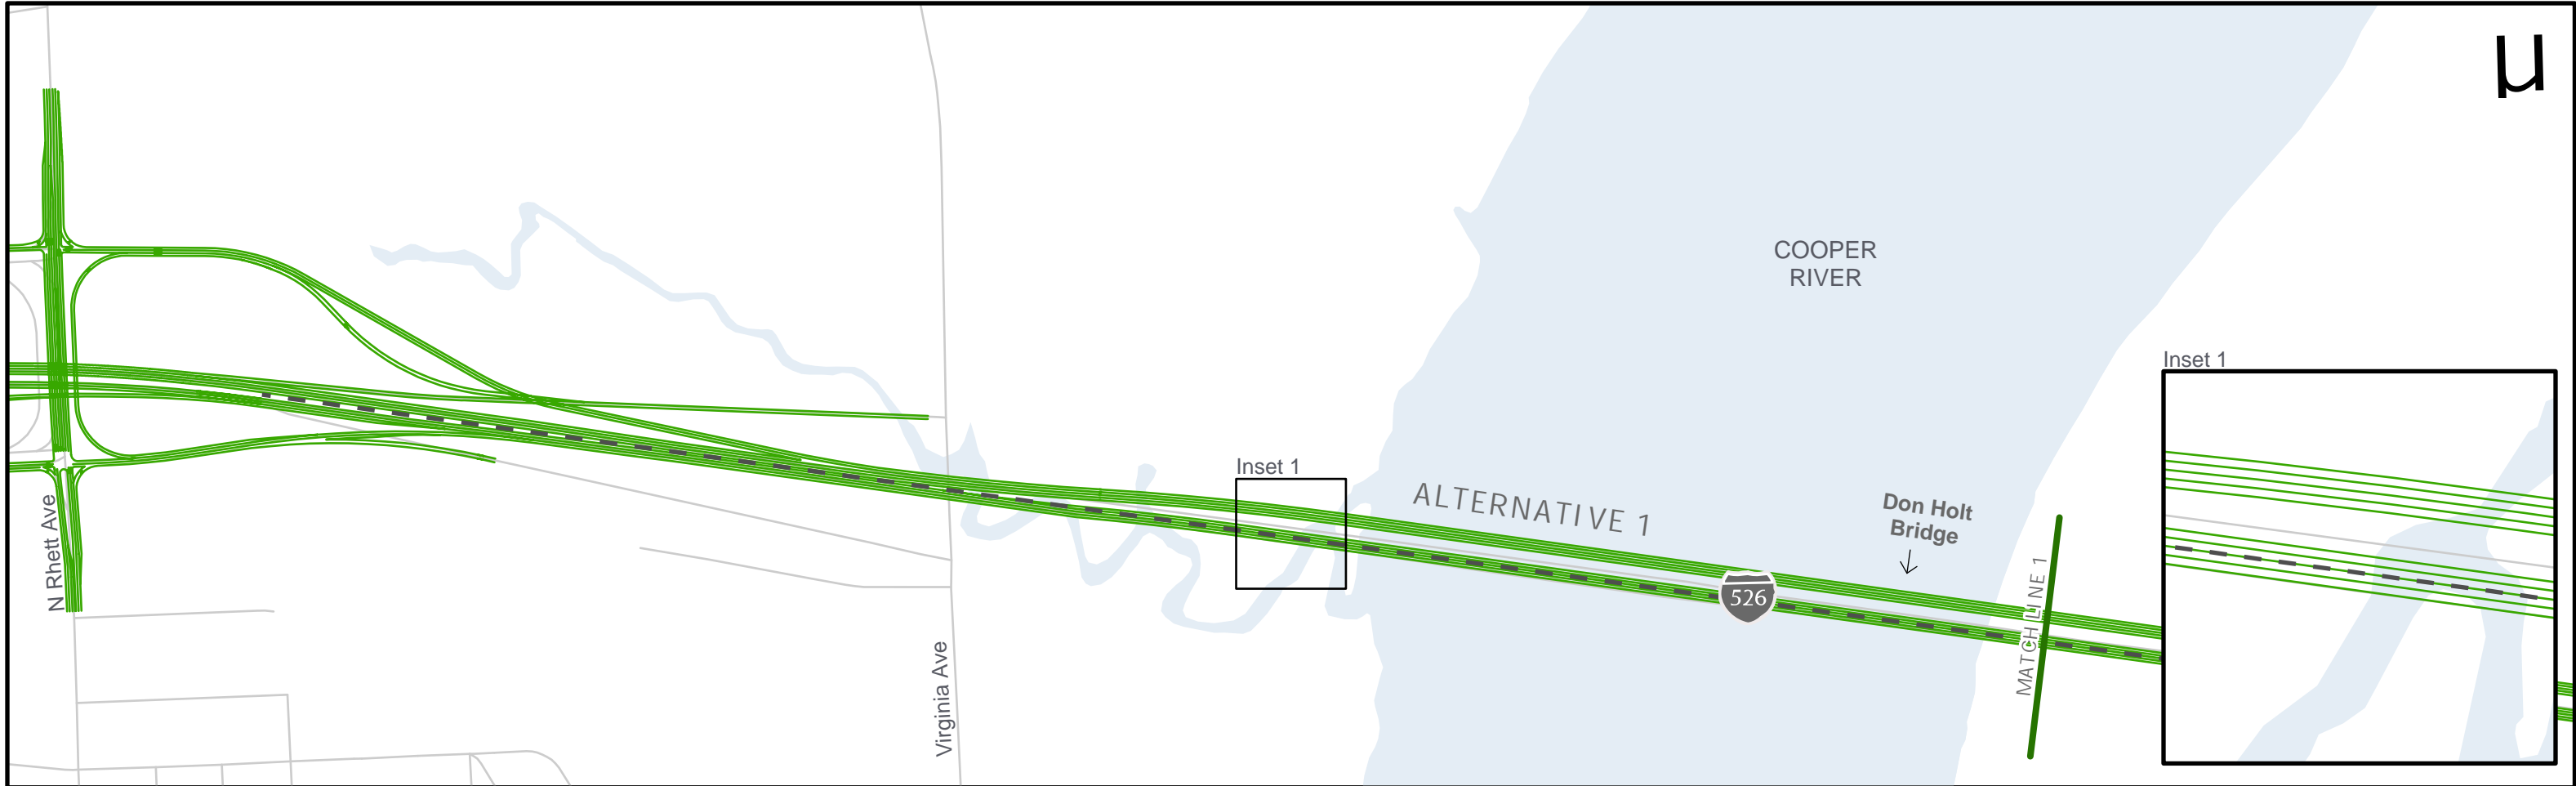 µ
COOPER
RIVER
Inset 1
Inset 1
ALTERNATIVE 1
Don Holt
Bridge
526
MATCH LINE 1
N Rhett Ave
Virginia Ave